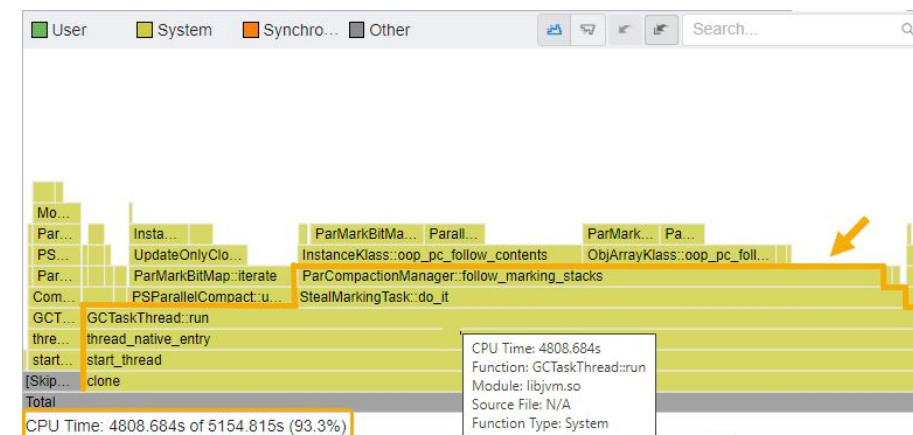 User System Synchro... Other Search...
Mo...
Par... Insta... ParMarkBitMa... Parall... ParMark... Pa...
PS... UpdateOnlyClo... InstanceKlass::oop_pc_follow_contents ObjArrayKlass::oop_pc_foll...
Par... ParMarkBitMap::iterate ParCompactionManager::follow_marking_stacks
Com... PSParallelCompact::u... StealMarkingTask::do_it
GCT... GCTaskThread::run
thre... thread_native_entry
start... start_thread
[Skip... clone
Total
CPU Time: 4808.684s
Function: GCTaskThread::run
Module: libjvm.so
Source File: N/A
Function Type: System
CPU Time: 4808.684s of 5154.815s (93.3%)